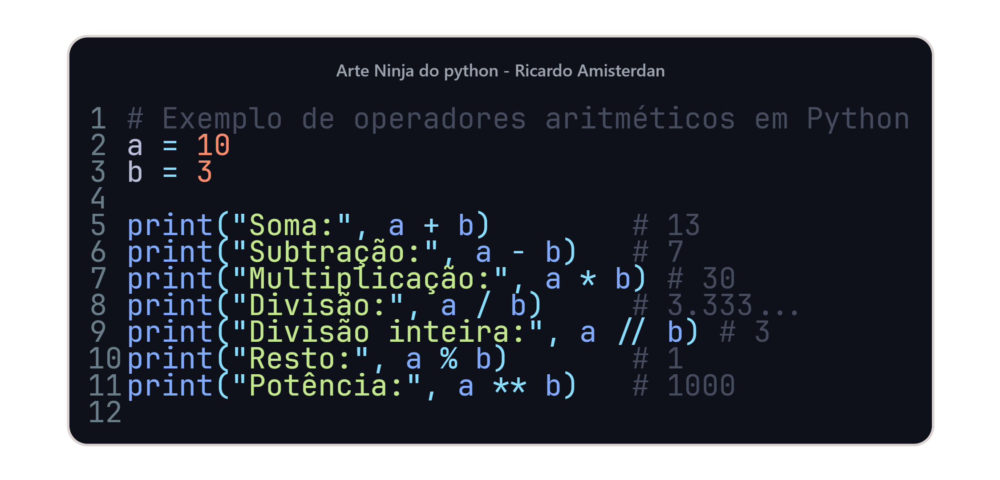 Arte Ninja do python - Ricardo Amisterdan
1 # Exemplo de operadores aritméticos em Python
2 a = 10
3 b = 3
4
5 print("Soma:", a + b)        # 13
6 print("Subtração:", a - b)   # 7
7 print("Multiplicação:", a * b) # 30
8 print("Divisão:", a / b)     # 3.333...
9 print("Divisão inteira:", a // b) # 3
10 print("Resto:", a % b)       # 1
11 print("Potência:", a ** b)   # 1000
12